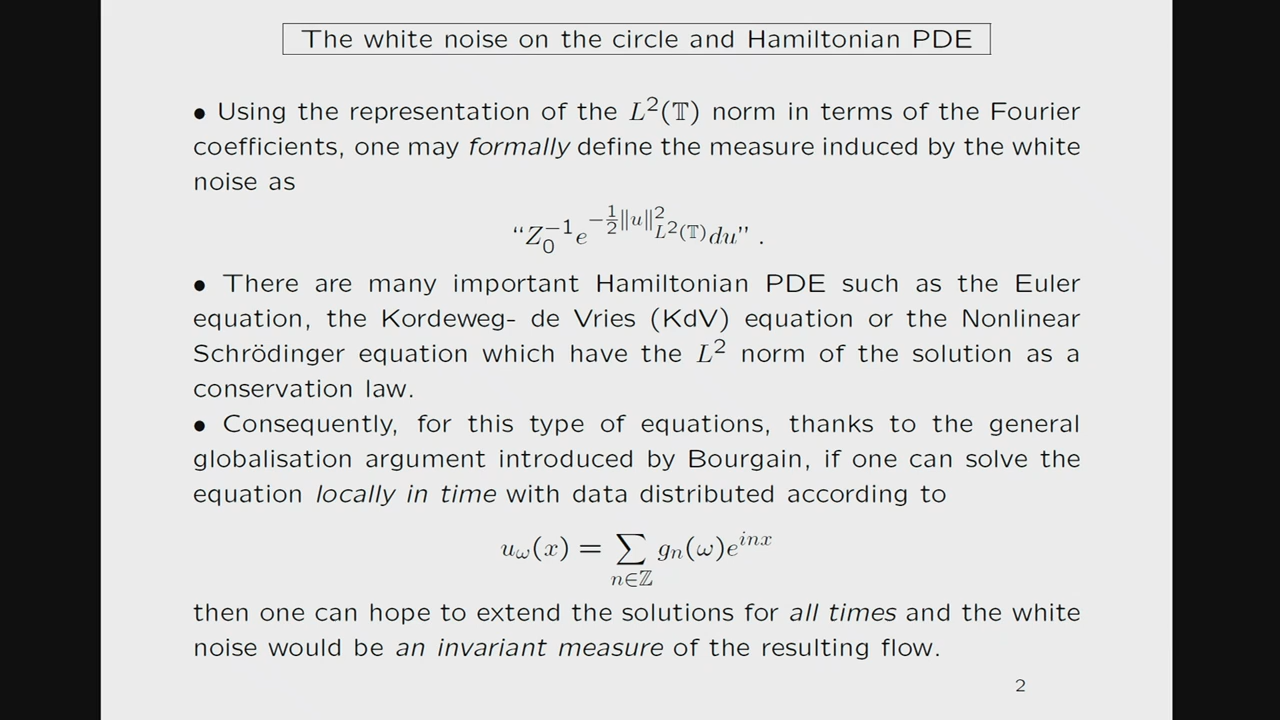 The white noise on the circle and Hamiltonian PDE
• Using the representation of the L²(𝕋) norm in terms of the Fourier
coefficients, one may formally define the measure induced by the white
noise as
“Z₀⁻¹e^{−½‖u‖²_{L²(𝕋)}}du” .
• There are many important Hamiltonian PDE such as the Euler
equation, the Kordeweg- de Vries (KdV) equation or the Nonlinear
Schrödinger equation which have the L² norm of the solution as a
conservation law.
• Consequently, for this type of equations, thanks to the general
globalisation argument introduced by Bourgain, if one can solve the
equation locally in time with data distributed according to
u_ω(x) = ∑_{n∈ℤ} g_n(ω)e^{inx}
then one can hope to extend the solutions for all times and the white
noise would be an invariant measure of the resulting flow.
2